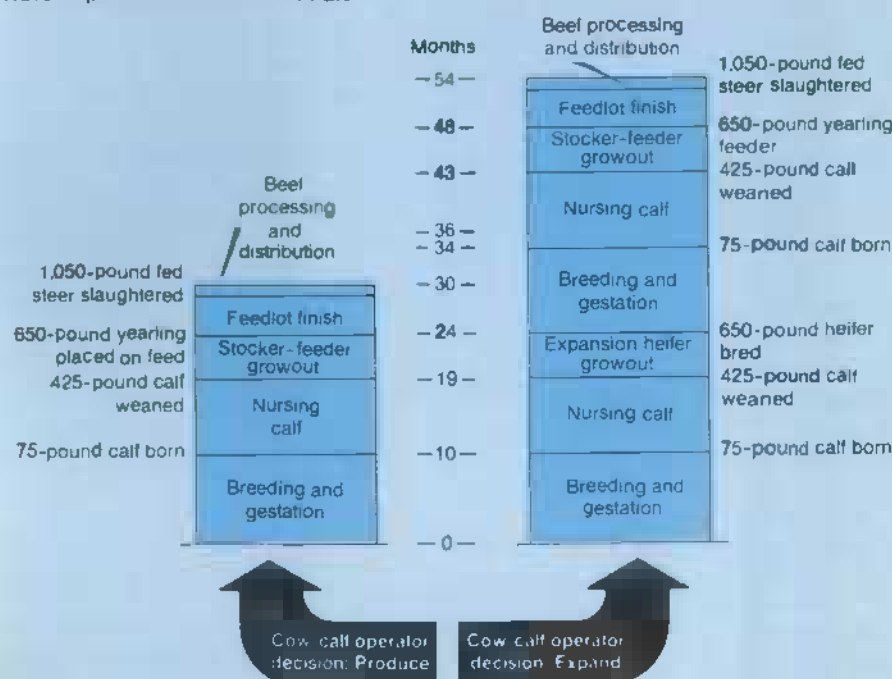 Beef
processing
and
distribution
1,050-pound fed
steer slaughtered
650-pound yearling
placed on feed
425-pound calf
weaned
75-pound calf born
Feedlot finish
Stocker-feeder
growout
Nursing
calf
Breeding and
gestation
Months
— 54 —
— 48 —
— 43 —
— 36 —
— 34 —
— 30 —
— 24 —
— 19 —
— 10 —
— 0 —
Beef processing
and distribution
Feedlot finish
Stocker-feeder
growout
Nursing calf
Breeding and
gestation
Expansion heifer
growout
Nursing calf
Breeding and
gestation
1,050-pound fed
steer slaughtered
650-pound yearling
feeder
425-pound calf
weaned
75-pound calf born
650-pound heifer
bred
425-pound calf
weaned
75-pound calf born
Cow calf operator
decision: Produce
Cow calf operator
decision Expand